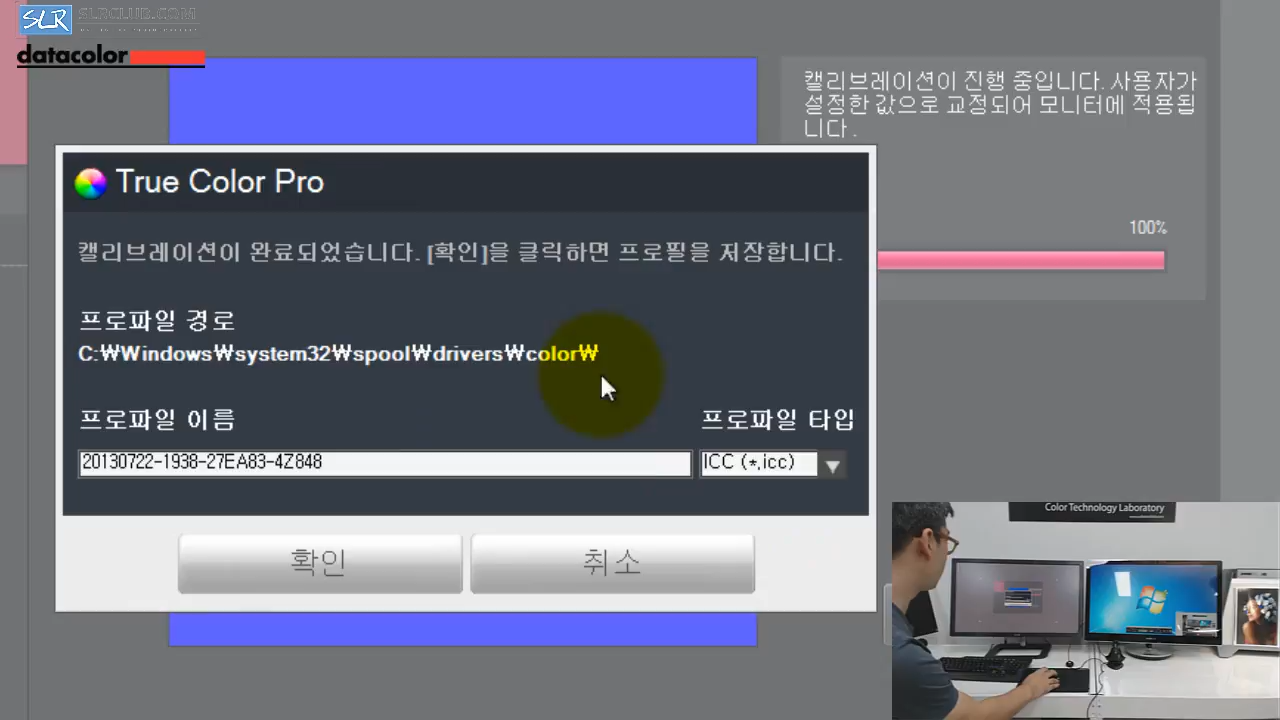 SLR
SLRCLUB.COM
datacolor
캘리브레이션이 진행 중입니다. 사용자가
설정한 값으로 교정되어 모니터에 적용됩
니다.
100%
True Color Pro
캘리브레이션이 완료되었습니다. [확인]을 클릭하면 프로필을 저장합니다.
프로파일 경로
C:₩Windows₩system32₩spool₩drivers₩color₩
프로파일 이름
프로파일 타입
20130722-1938-27EA83-4Z848
ICC (*.icc)
확인
취소
Color Technology Laboratory